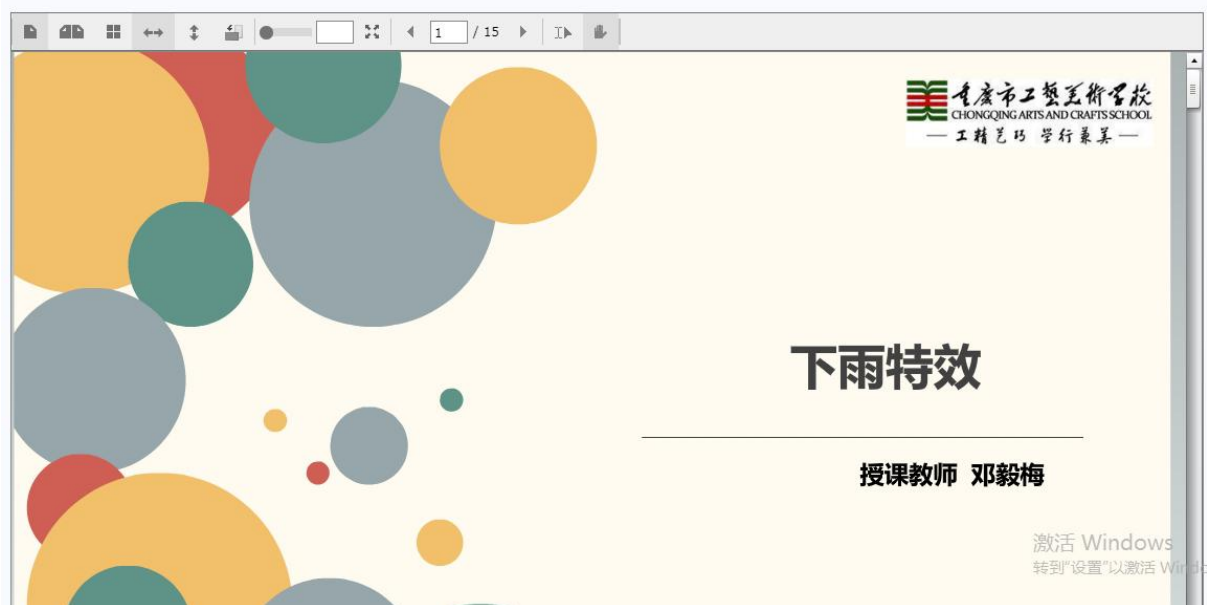 1 / 15
重庆市工艺美术学校
CHONGQING ARTS AND CRAFTS SCHOOL
— 工精艺巧 学行兼美 —
下雨特效
授课教师 邓毅梅
激活 Windows
转到"设置"以激活 Windo